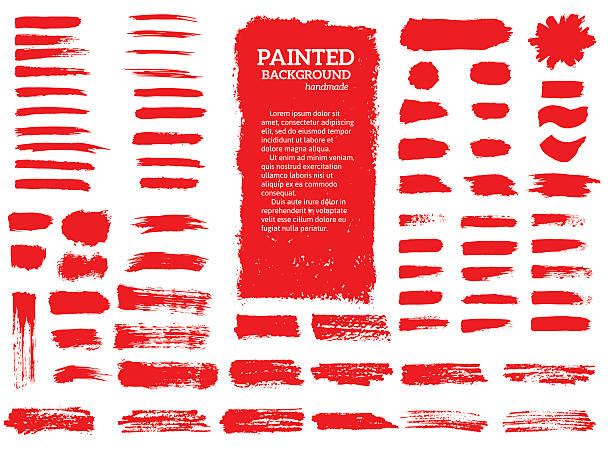 PAINTED
BACKGROUND
handmade
Lorem ipsum dolor sit
amet, consectetur
adipisicing elit, sed do
eiusmod tempor
incididunt ut labore et
dolore magna aliqua.
Ut enim ad minim
veniam, quis nostrud
exercitation ullamco
laboris nisi ut aliquip
ex ea commodo
consequat.
Duis aute irure dolor in
reprehenderit in voluptate
velit esse cillum dolore eu
fugiat nulla pariatur.